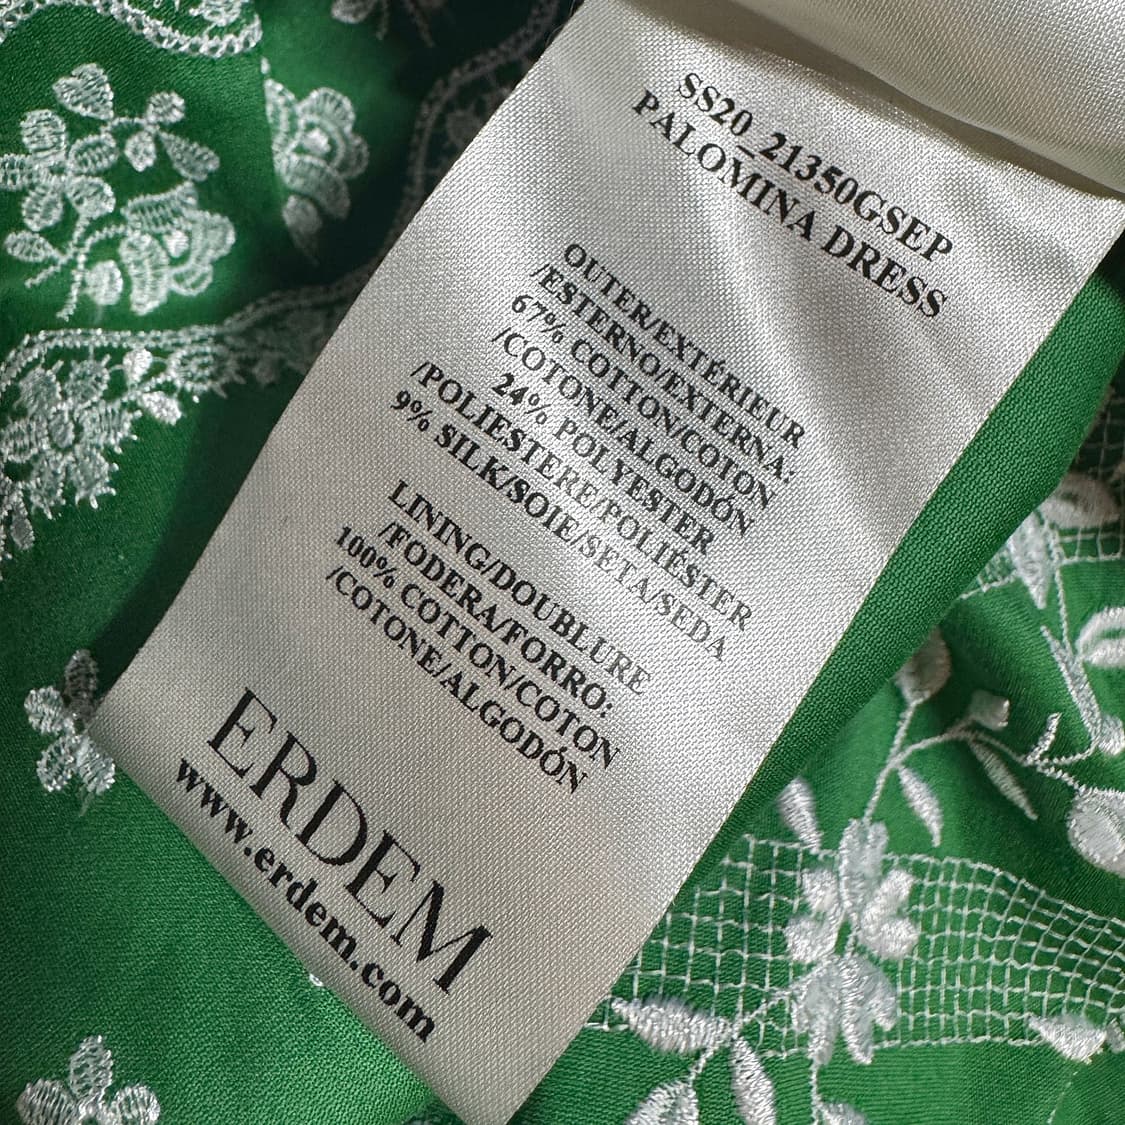 SS20_21350GSEP
PALOMINA DRESS
OUTER/EXTÉRIEUR
/ESTERNO/EXTERNA:
67% COTTON/COTON
/COTONE/ALGODÓN
24% POLYESTER
/POLIESTERE/POLIÉSTER
9% SILK/SOIE/SETA/SEDA
LINING/DOUBLLURE
/FODERA/FORRO:
100% COTTON/COTON
/COTONE/ALGODÓN
ERDEM
www.erdem.com